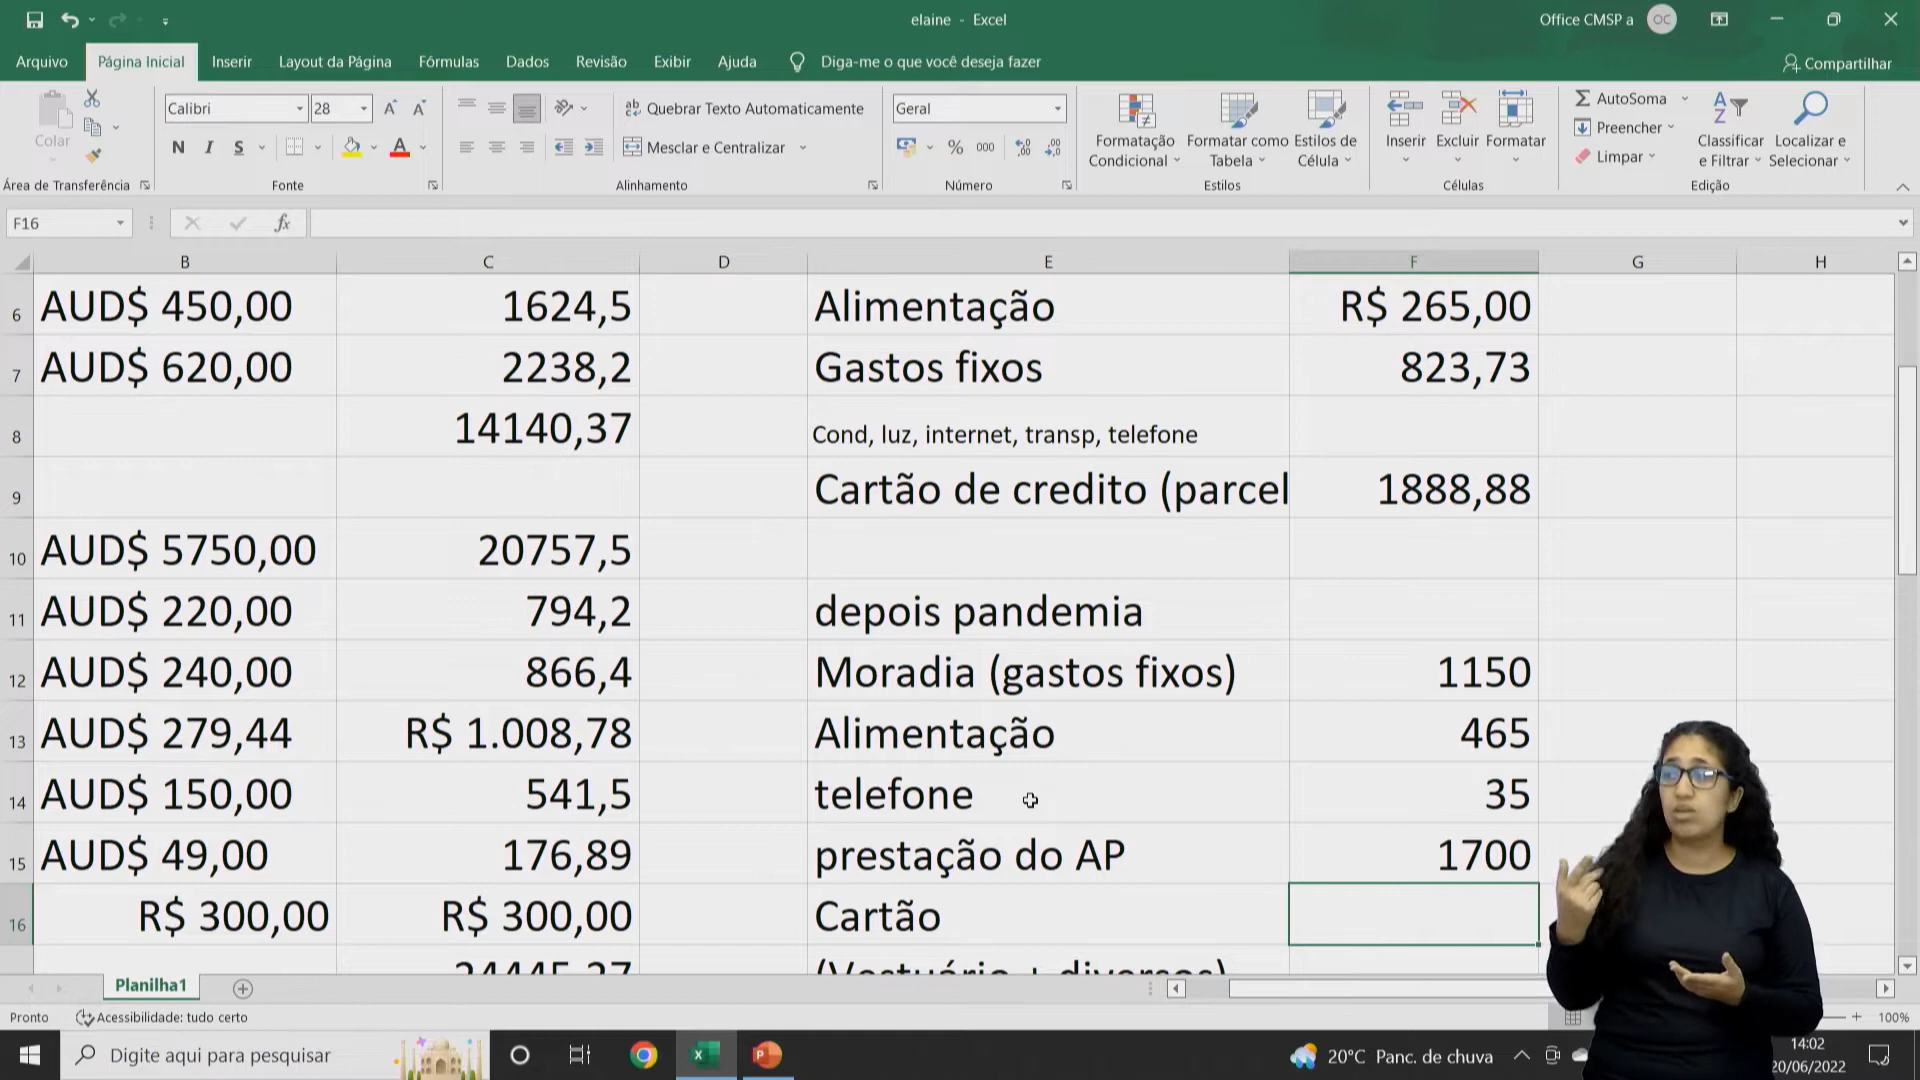 elaine - Excel
Office CMSP a
OC
Arquivo
Página Inicial
Inserir
Layout da Página
Fórmulas
Dados
Revisão
Exibir
Ajuda
Diga-me o que você deseja fazer
Compartilhar
Colar
Calibri
28
N I S
Quebrar Texto Automaticamente
Mesclar e Centralizar
Geral
% 000
Formatação Condicional
Formatar como Tabela
Estilos de Célula
Inserir
Excluir
Formatar
AutoSoma
Preencher
Limpar
Classificar e Filtrar
Localizar e Selecionar
Área de Transferência
Fonte
Alinhamento
Número
Estilos
Células
Edição
F16
fx
B C D E F G H
6 AUD$ 450,00 1624,5 Alimentação R$ 265,00
7 AUD$ 620,00 2238,2 Gastos fixos 823,73
8 14140,37 Cond, luz, internet, transp, telefone
9 Cartão de credito (parcel 1888,88
10 AUD$ 5750,00 20757,5
11 AUD$ 220,00 794,2 depois pandemia
12 AUD$ 240,00 866,4 Moradia (gastos fixos) 1150
13 AUD$ 279,44 R$ 1.008,78 Alimentação 465
14 AUD$ 150,00 541,5 telefone 35
15 AUD$ 49,00 176,89 prestação do AP 1700
16 R$ 300,00 R$ 300,00 Cartão
24445,27 (Vestuário + diversos)
Planilha1
Pronto
Acessibilidade: tudo certo
100%
Digite aqui para pesquisar
20°C Panc. de chuva
14:02
20/06/2022